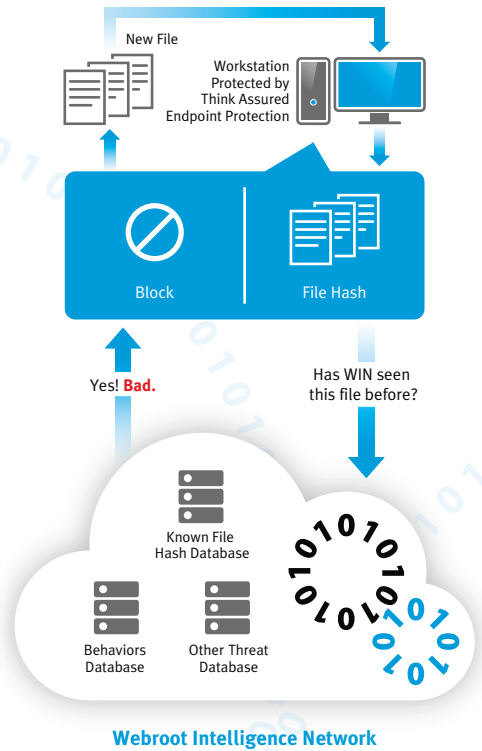 New File
Workstation
Protected by
Think Assured
Endpoint Protection
Block
File Hash
Yes! Bad.
Has WIN seen
this file before?
Known File
Hash Database
Behaviors
Database
Other Threat
Database
Webroot Intelligence Network